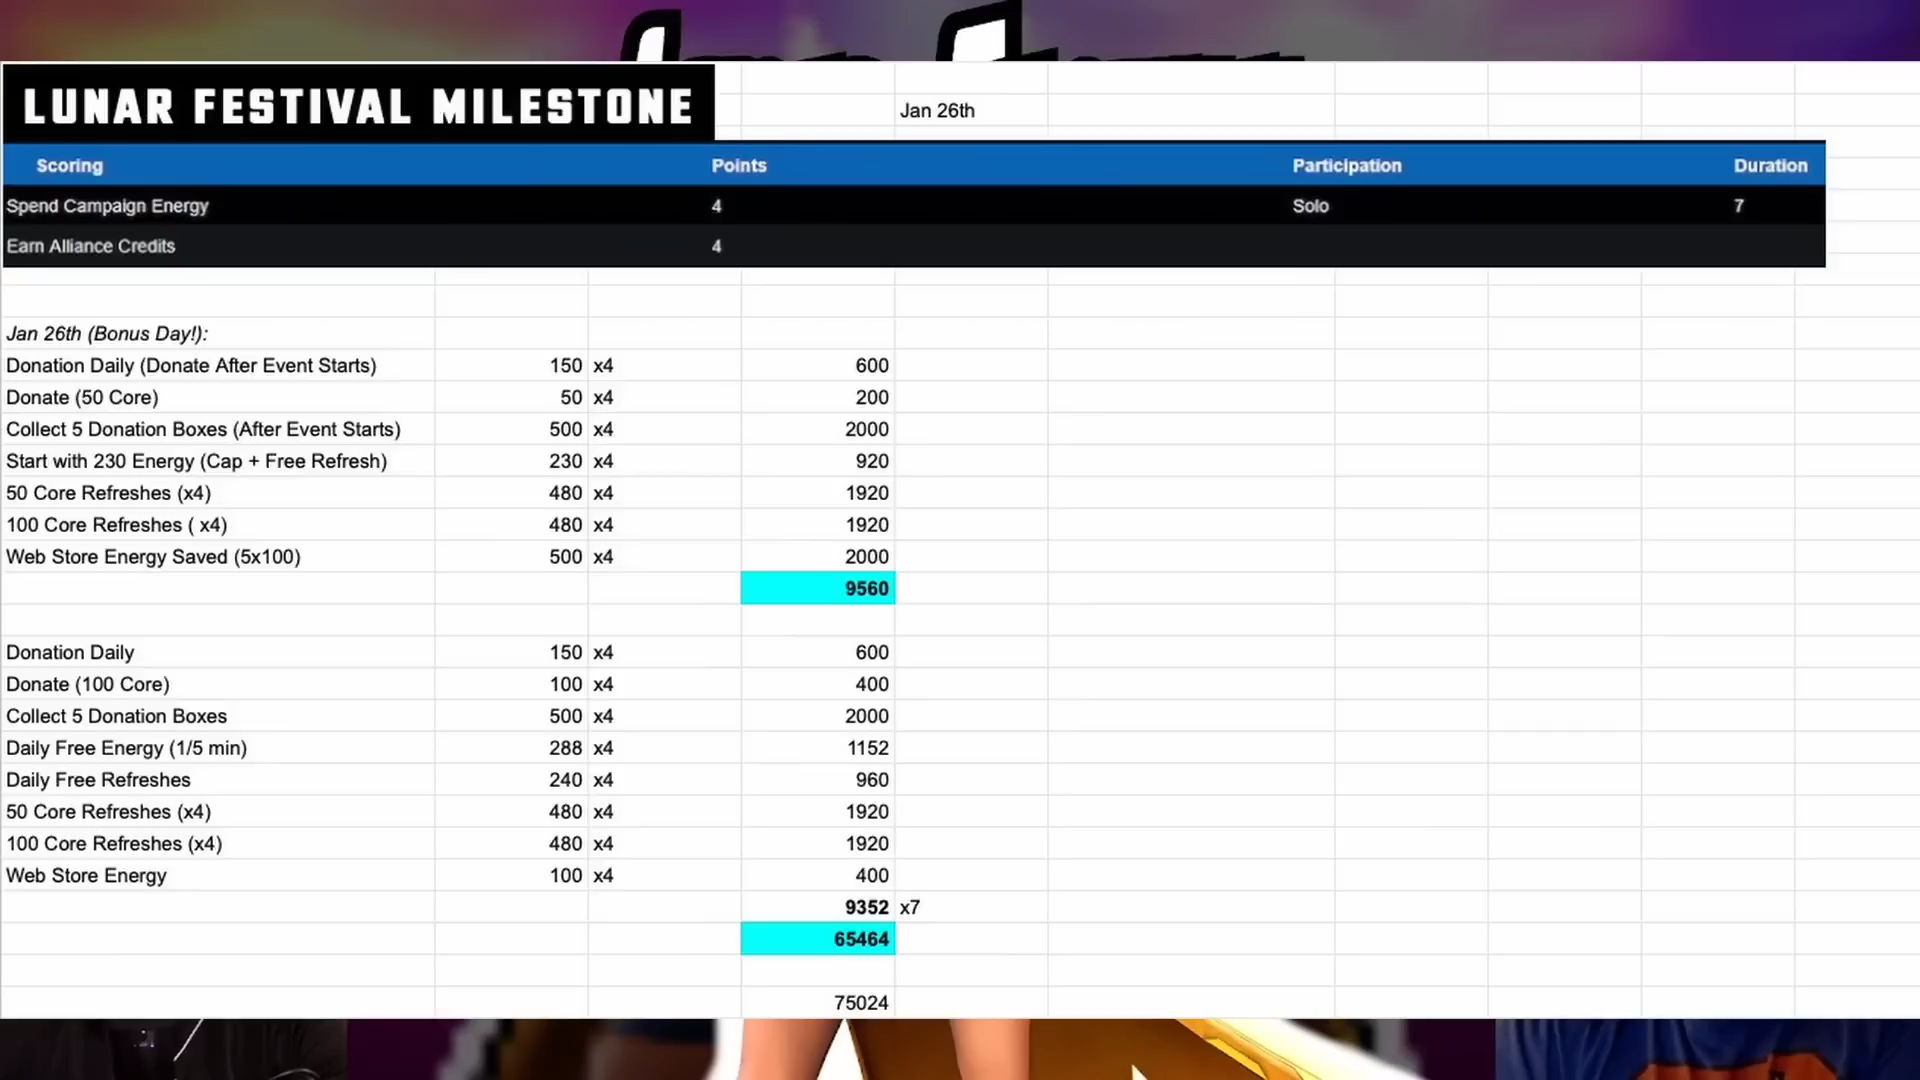 LUNAR FESTIVAL MILESTONE
Jan 26th
Scoring Points Participation Duration
Spend Campaign Energy 4 Solo 7
Earn Alliance Credits 4
Jan 26th (Bonus Day!):
Donation Daily (Donate After Event Starts) 150 x4 600
Donate (50 Core) 50 x4 200
Collect 5 Donation Boxes (After Event Starts) 500 x4 2000
Start with 230 Energy (Cap + Free Refresh) 230 x4 920
50 Core Refreshes (x4) 480 x4 1920
100 Core Refreshes ( x4) 480 x4 1920
Web Store Energy Saved (5x100) 500 x4 2000
9560
Donation Daily 150 x4 600
Donate (100 Core) 100 x4 400
Collect 5 Donation Boxes 500 x4 2000
Daily Free Energy (1/5 min) 288 x4 1152
Daily Free Refreshes 240 x4 960
50 Core Refreshes (x4) 480 x4 1920
100 Core Refreshes (x4) 480 x4 1920
Web Store Energy 100 x4 400
9352 x7
65464
75024